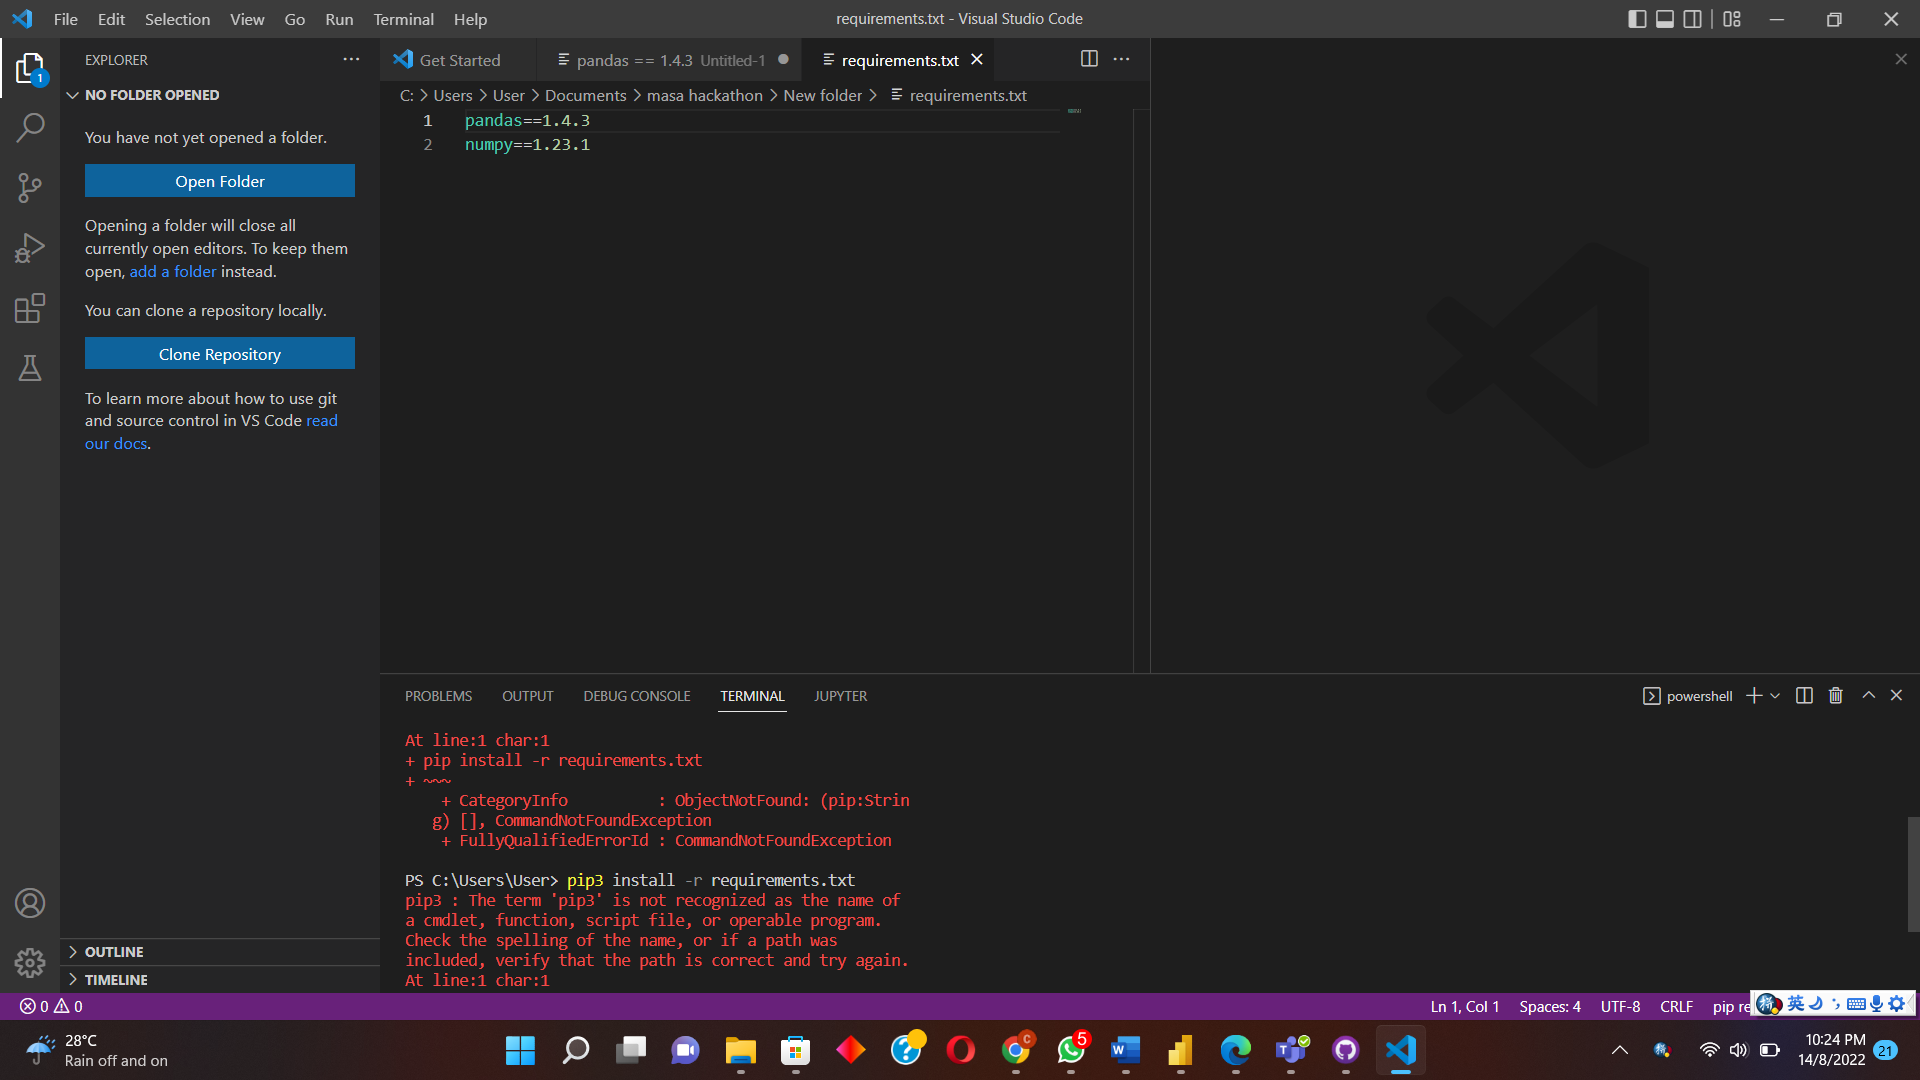 File Edit Selection View Go Run Terminal Help
requirements.txt - Visual Studio Code
EXPLORER
1
NO FOLDER OPENED
You have not yet opened a folder.
Open Folder
Opening a folder will close all
currently open editors. To keep them
open, add a folder instead.
You can clone a repository locally.
Clone Repository
To learn more about how to use git
and source control in VS Code read
our docs.
OUTLINE
TIMELINE
Get Started
pandas == 1.4.3 Untitled-1
requirements.txt
C: > Users > User > Documents > masa hackathon > New folder > requirements.txt
1 pandas==1.4.3
2 numpy==1.23.1
PROBLEMS OUTPUT DEBUG CONSOLE TERMINAL JUPYTER
powershell
At line:1 char:1
+ pip install -r requirements.txt
+ ~~~
+ CategoryInfo : ObjectNotFound: (pip:Strin
g) [], CommandNotFoundException
+ FullyQualifiedErrorId : CommandNotFoundException
PS C:\Users\User> pip3 install -r requirements.txt
pip3 : The term 'pip3' is not recognized as the name of
a cmdlet, function, script file, or operable program.
Check the spelling of the name, or if a path was
included, verify that the path is correct and try again.
At line:1 char:1
0 0
Ln 1, Col 1 Spaces: 4 UTF-8 CRLF pip re
英
28°C
Rain off and on
C
5
10:24 PM
14/8/2022
21